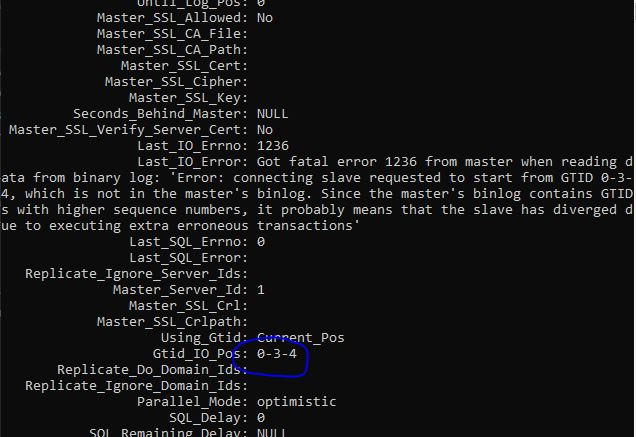 Until_Log_Pos: 0
Master_SSL_Allowed: No
Master_SSL_CA_File:
Master_SSL_CA_Path:
Master_SSL_Cert:
Master_SSL_Cipher:
Master_SSL_Key:
Seconds_Behind_Master: NULL
Master_SSL_Verify_Server_Cert: No
Last_IO_Errno: 1236
Last_IO_Error: Got fatal error 1236 from master when reading d
ata from binary log: 'Error: connecting slave requested to start from GTID 0-3-
4, which is not in the master's binlog. Since the master's binlog contains GTID
s with higher sequence numbers, it probably means that the slave has diverged d
ue to executing extra erroneous transactions'
Last_SQL_Errno: 0
Last_SQL_Error:
Replicate_Ignore_Server_Ids:
Master_Server_Id: 1
Master_SSL_Crl:
Master_SSL_Crlpath:
Using_Gtid: Current_Pos
Gtid_IO_Pos: 0-3-4
Replicate_Do_Domain_Ids:
Replicate_Ignore_Domain_Ids:
Parallel_Mode: optimistic
SQL_Delay: 0
SQL_Remaining_Delay: NULL